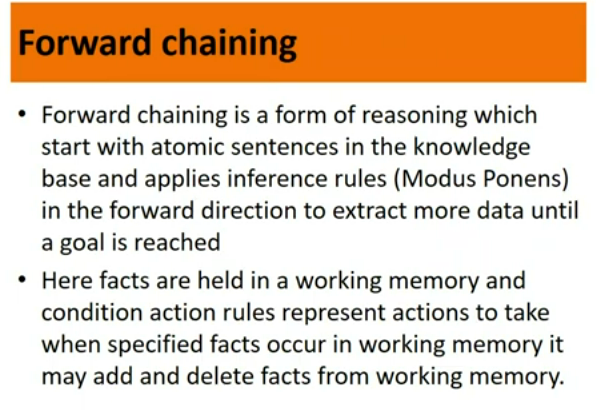 Forward chaining
• Forward chaining is a form of reasoning which
start with atomic sentences in the knowledge
base and applies inference rules (Modus Ponens)
in the forward direction to extract more data until
a goal is reached
• Here facts are held in a working memory and
condition action rules represent actions to take
when specified facts occur in working memory it
may add and delete facts from working memory.